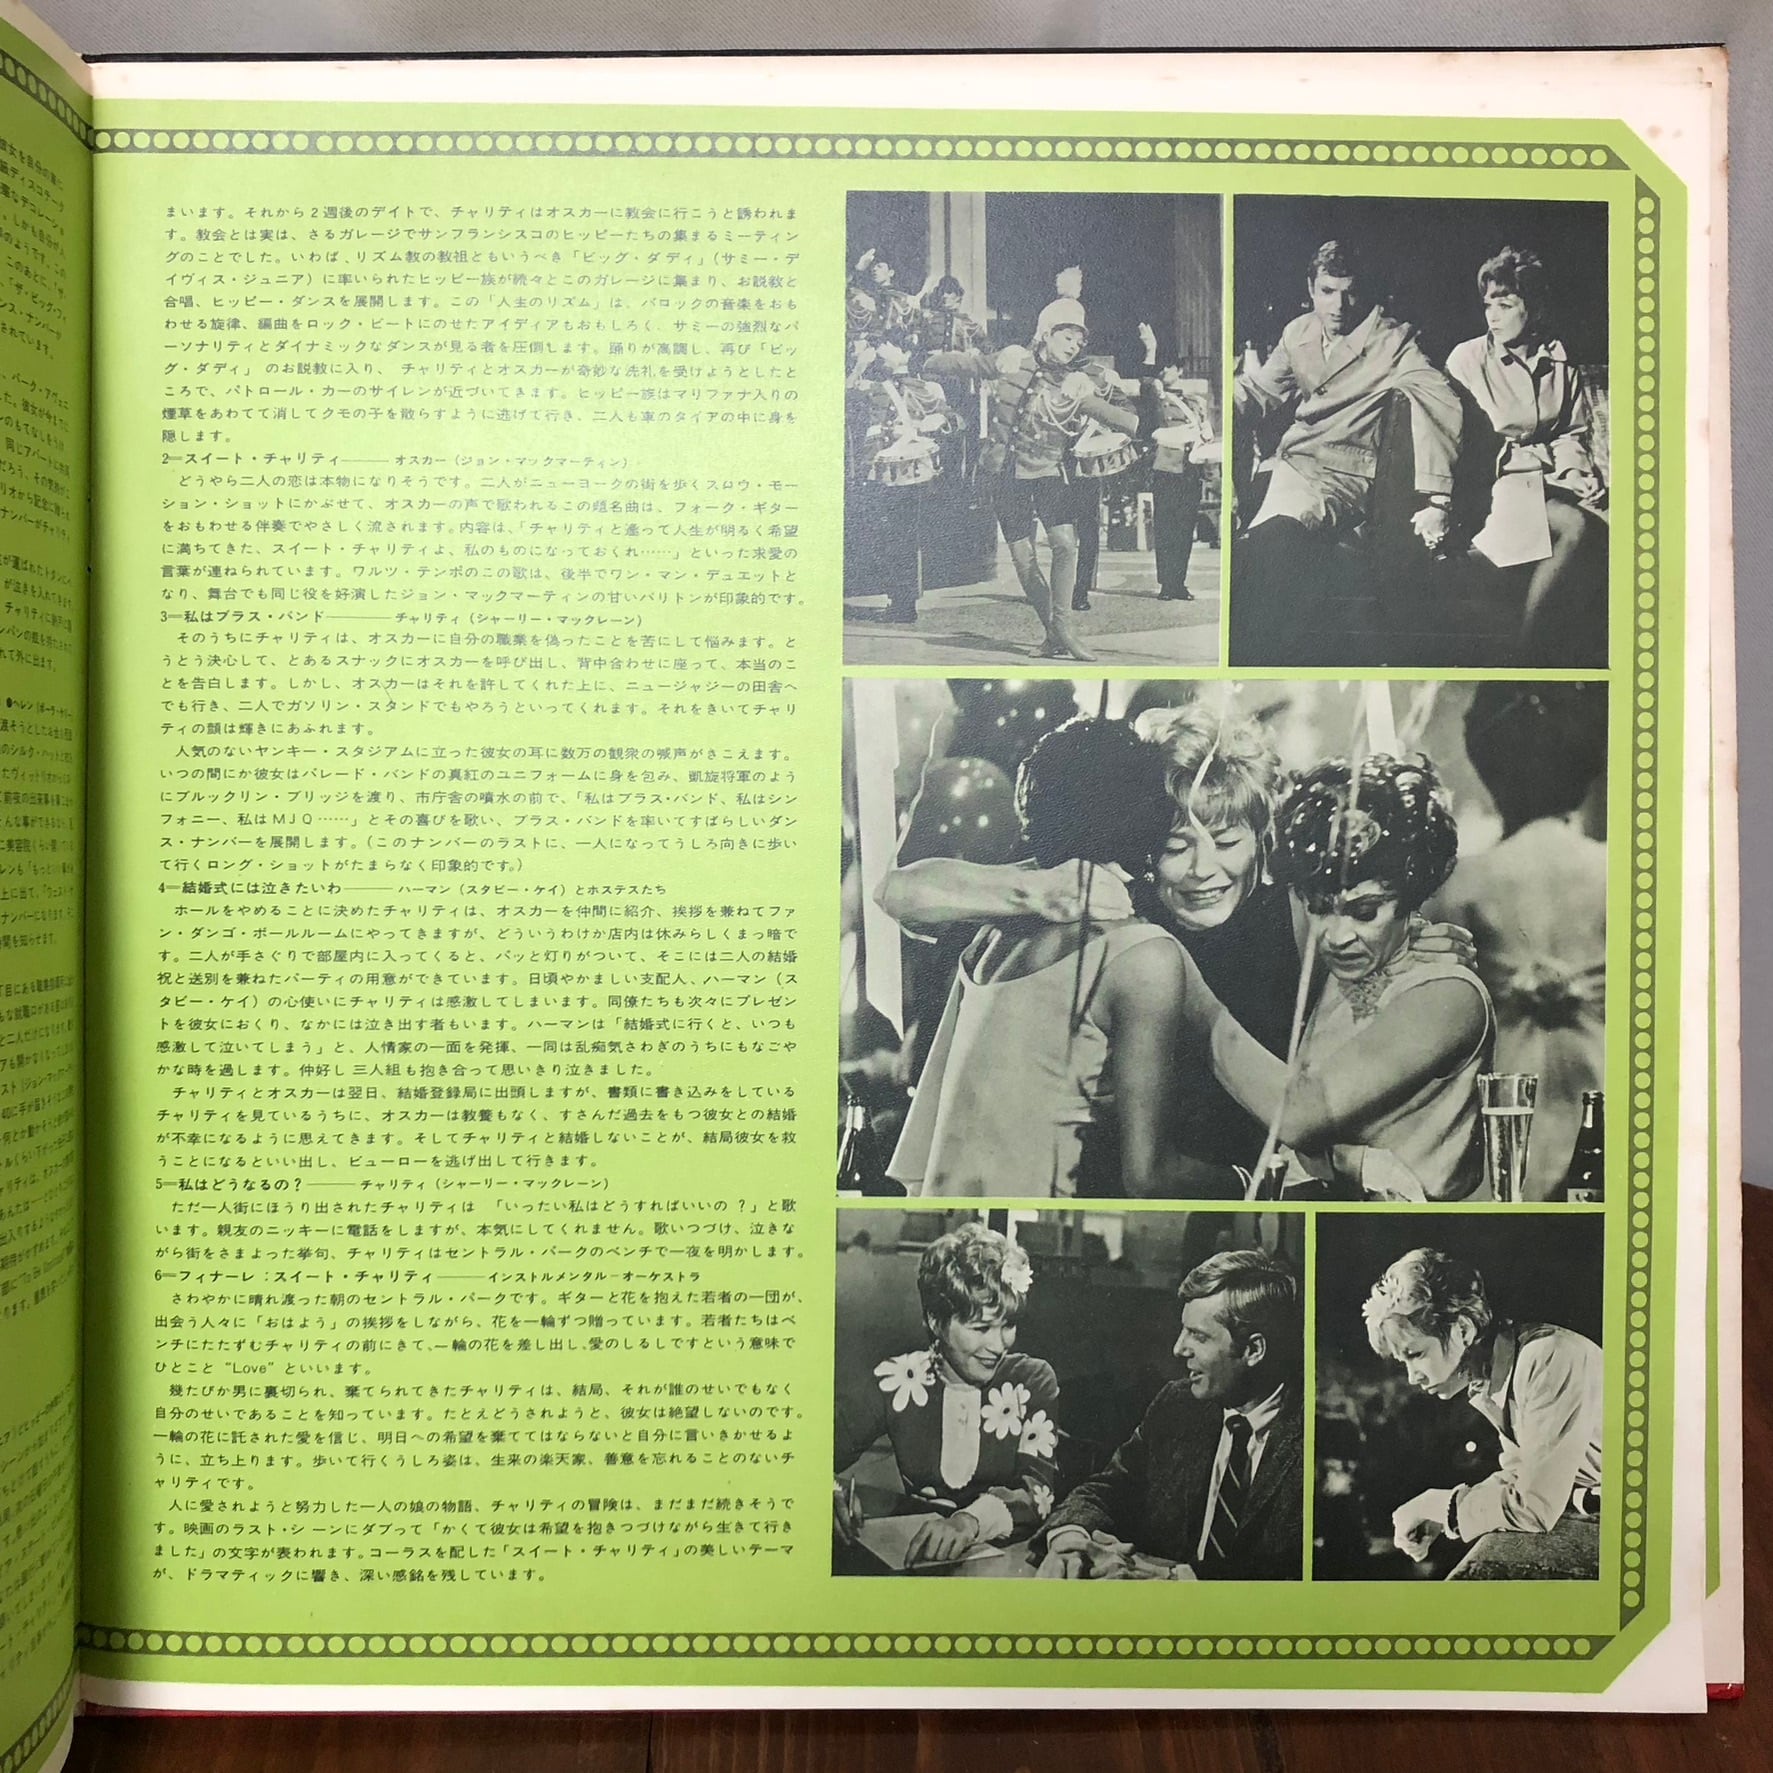 まいます。それから2週後のデイトで、チャリティはオスカーに教会に行こうと誘われま
す。教会とは実は、さるガレージでサンフランシスコのヒッピーたちの集まるミーティン
グのことでした。いわば、リズム教の教祖ともいうべき「ビッグ・ダディ」(サミー・デ
イヴィス・ジュニア)に率いられたヒッピー族が続々とこのガレージに集まり、お説教と
合唱、ヒッピー・ダンスを展開します。この「人生のリズム」は、バロックの音楽をおも
わせる旋律、編曲をロック・ビートにのせたアイディアもおもしろく、サミーの強烈なパ
ーソナリティとダイナミックなダンスが見る者を圧倒します。踊りが高調し、再び「ビッ
グ・ダディ」のお説教に入り、チャリティとオスカーが奇妙な洗礼を受けようとしたと
ころで、パトロール・カーのサイレンが近づいてきます。ヒッピー族はマリファナ入りの
煙草をあわてて消してクモの子を散らすように逃げて行き、二人も車のタイアの中に身を
隠します。
2=スイート・チャリティ―――オスカー(ジョン・マックマーティン)
どうやら二人の恋は本物になりそうです。二人がニューヨークの街を歩くスロウ・モー
ション・ショットにかぶせて、オスカーの声で歌われるこの題名曲は、フォーク・ギター
をおもわせる伴奏でやさしく流されます。内容は、「チャリティと逢って人生が明るく希望
に満ちてきた、スイート・チャリティよ、私のものになっておくれ……」といった求愛の
言葉が連ねられています。ワルツ・テンポのこの歌は、後半でワン・マン・デュエットと
なり、舞台でも同じ役を好演したジョン・マックマーティンの甘いバリトンが印象的です。
3=私はブラス・バンド―――チャリティ(シャーリー・マックレーン)
そのうちにチャリティは、オスカーに自分の職業を偽ったことを苦にして悩みます。と
うとう決心して、とあるスナックにオスカーを呼び出し、背中合わせに座って、本当のこ
とを告白します。しかし、オスカーはそれを許してくれた上に、ニュージャジーの田舎へ
でも行き、二人でガソリン・スタンドでもやろうといってくれます。それをきいてチャリ
ティの顔は輝きにあふれます。
人気のないヤンキー・スタジアムに立った彼女の耳に数万の観衆の喊声がきこえます。
いつの間にか彼女はパレード・バンドの真紅のユニフォームに身を包み、凱旋将軍のよう
にブルックリン・ブリッジを渡り、市庁舎の噴水の前で、「私はブラス・バンド、私はシン
フォニー、私はMJQ……」とその喜びを歌い、ブラス・バンドを率いてすばらしいダン
ス・ナンバーを展開します。(このナンバーのラストに、一人になってうしろ向きに歩い
て行くロング・ショットがたまらなく印象的です。)
4=結婚式には泣きたいわ―――ハーマン(スタビー・ケイ)とホステスたち
ホールをやめることに決めたチャリティは、オスカーを仲間に紹介、挨拶を兼ねてファ
ン・ダンゴ・ボールルームにやってきますが、どういうわけか店内は休みらしくまっ暗で
す。二人が手さぐりで部屋内に入ってくると、パッと灯りがついて、そこには二人の結婚
祝と送別を兼ねたパーティの用意ができています。日頃やかましい支配人、ハーマン(ス
タビー・ケイ)の心使いにチャリティは感激してしまいます。同僚たちも次々にプレゼン
トを彼女におくり、なかには泣き出す者もいます。ハーマンは「結婚式に行くと、いつも
感激して泣いてしまう」と、人情家の一面を発揮、一同は乱痴気さわぎのうちにもなごや
かな時を過します。仲好し三人組も抱き合って思いきり泣きました。
チャリティとオスカーは翌日、結婚登録局に出頭しますが、書類に書き込みをしている
チャリティを見ているうちに、オスカーは教養もなく、すさんだ過去をもつ彼女との結婚
が不幸になるように思えてきます。そしてチャリティと結婚しないことが、結局彼女を救
うことになるといい出し、ビューローを逃げ出して行きます。
5=私はどうなるの?―――チャリティ(シャーリー・マックレーン)
ただ一人街にほうり出されたチャリティは「いったい私はどうすればいいの?」と歌
います。親友のニッキーに電話をしますが、本気にしてくれません。歌いつづけ、泣きな
がら街をさまよった挙句、チャリティはセントラル・パークのベンチで一夜を明かします。
6=フィナーレ:スイート・チャリティ―――インストルメンタル-オーケストラ
さわやかに晴れ渡った朝のセントラル・パークです。ギターと花を抱えた若者の一団が、
出会う人々に「おはよう」の挨拶をしながら、花を一輪ずつ贈っています。若者たちはベ
ンチにたたずむチャリティの前にきて、一輪の花を差し出し、愛のしるしですという意味で
ひとこと“Love”といいます。
幾たびか男に裏切られ、棄てられてきたチャリティは、結局、それが誰のせいでもなく
自分のせいであることを知っています。たとえどうされようと、彼女は絶望しないのです。
一輪の花に託された愛を信じ、明日への希望を棄ててはならないと自分に言いきかせるよ
うに、立ち上ります。歩いて行くうしろ姿は、生来の楽天家、善意を忘れることのないチ
ャリティです。
人に愛されようと努力した一人の娘の物語、チャリティの冒険は、まだまだ続きそうで
す。映画のラスト・シーンにダブって「かくて彼女は希望を抱きつづけながら生きて行き
ました」の文字が表われます。コーラスを配した「スイート・チャリティ」の美しいテーマ
が、ドラマティックに響き、深い感銘を残しています。